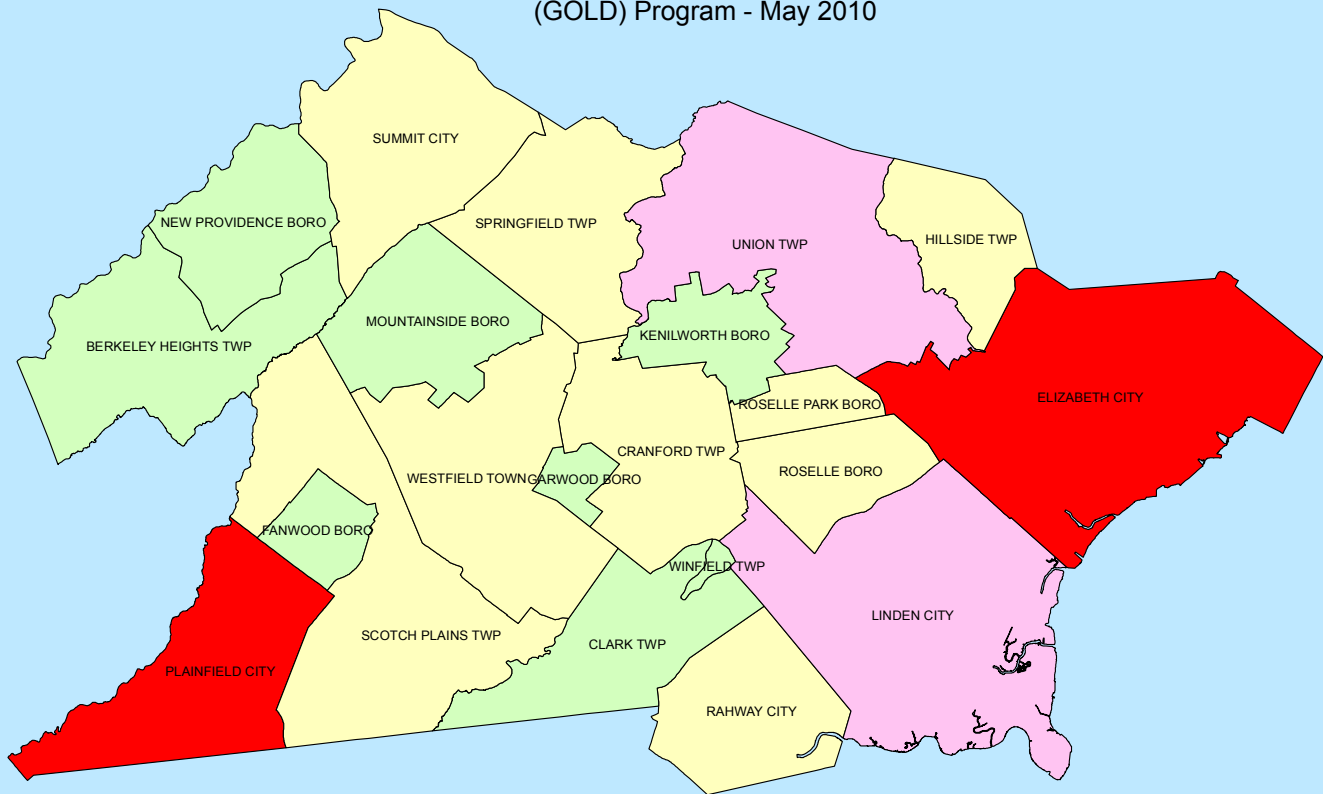 (GOLD) Program - May 2010
SUMMIT CITY
NEW PROVIDENCE BORO
SPRINGFIELD TWP
UNION TWP
HILLSIDE TWP
MOUNTAINSIDE BORO
KENILWORTH BORO
BERKELEY HEIGHTS TWP
ELIZABETH CITY
ROSELLE PARK BORO
CRANFORD TWP
ROSELLE BORO
WESTFIELD TOWN
GARWOOD BORO
FANWOOD BORO
WINFIELD TWP
LINDEN CITY
SCOTCH PLAINS TWP
CLARK TWP
PLAINFIELD CITY
RAHWAY CITY